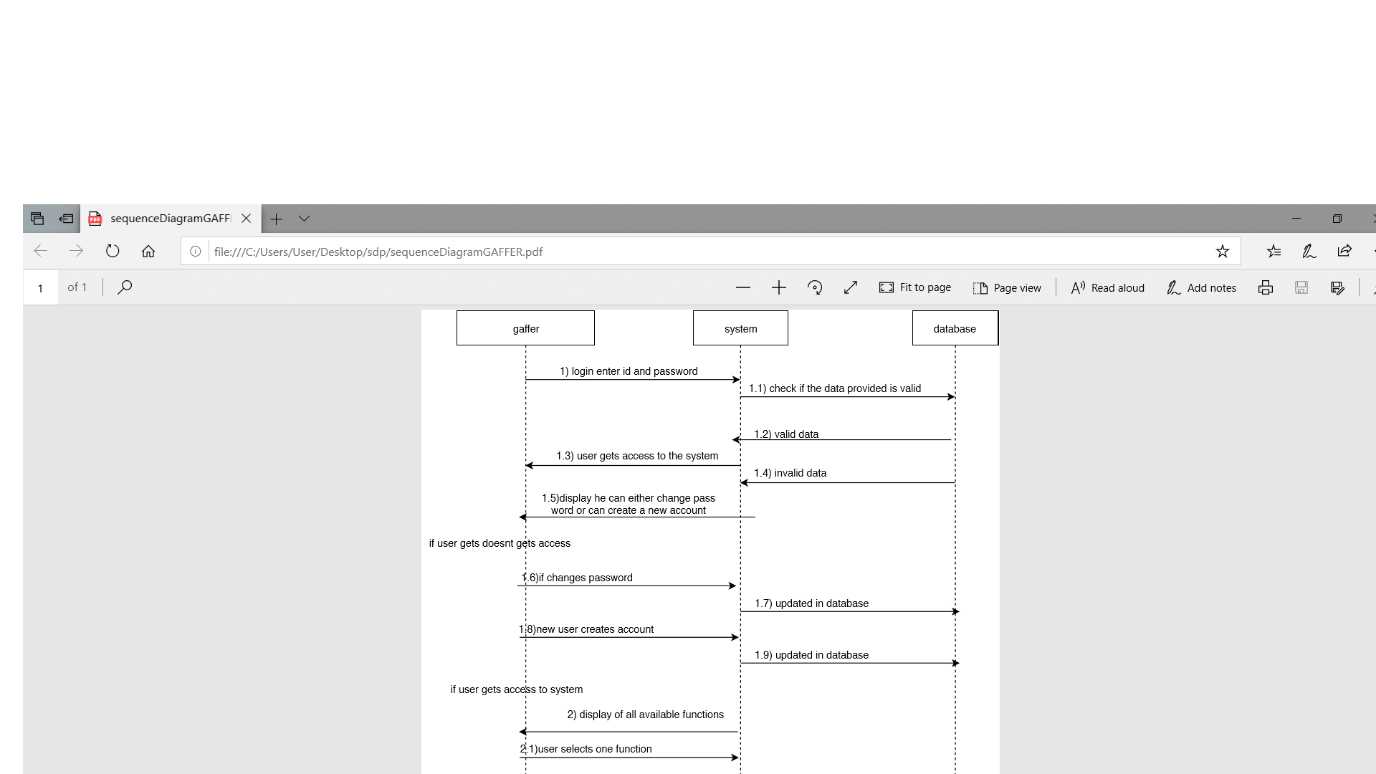 sequenceDiagramGAFF
file:///C:/Users/User/Desktop/sdp/sequenceDiagramGAFFER.pdf
1 of 1 Fit to page Page view Read aloud Add notes
gaffer system database
1) login enter id and password
1.1) check if the data provided is valid
1.2) valid data
1.3) user gets access to the system
1.4) invalid data
1.5)display he can either change pass
word or can create a new account
if user gets doesnt gets access
1.6)if changes password
1.7) updated in database
1.8)new user creates account
1.9) updated in database
if user gets access to system
2) display of all available functions
2.1)user selects one function